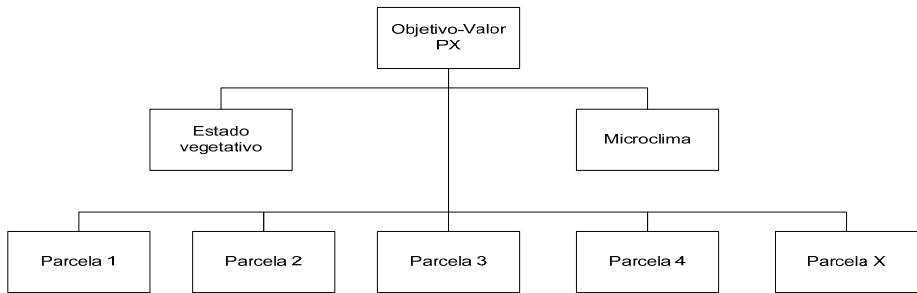 Objetivo-Valor
PX
Estado
vegetativo
Microclima
Parcela 1
Parcela 2
Parcela 3
Parcela 4
Parcela X